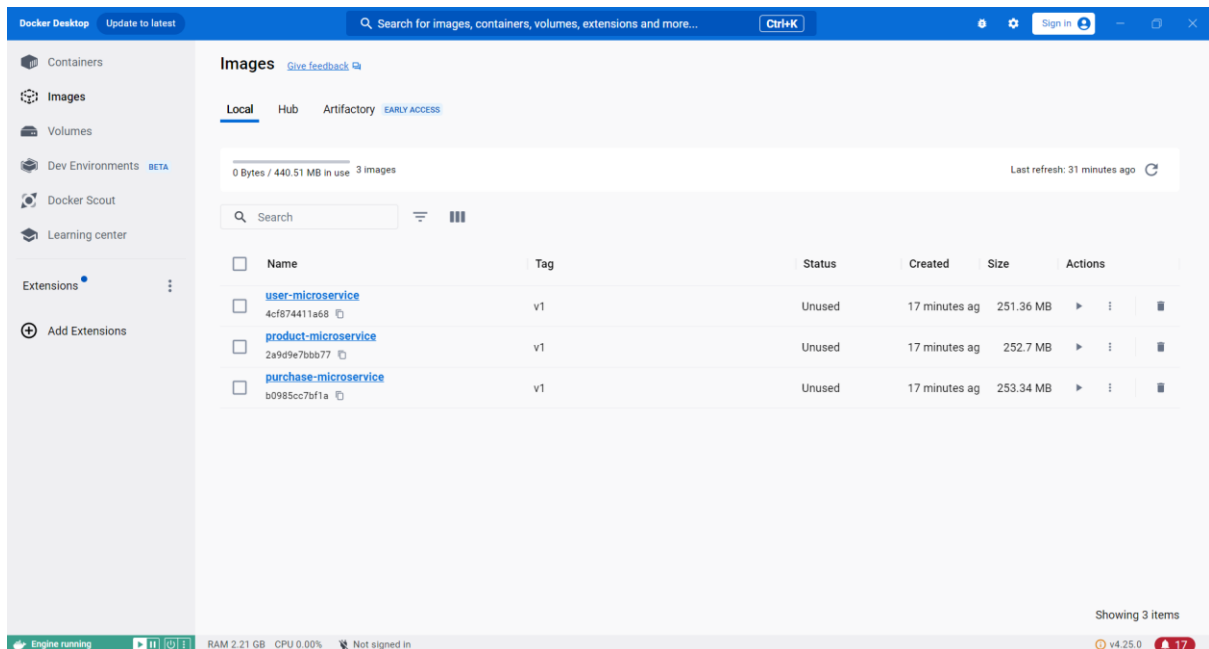 Docker Desktop Update to latest Search for images, containers, volumes, extensions and more... Ctrl+K Sign in
Containers
Images
Volumes
Dev Environments BETA
Docker Scout
Learning center
Extensions
Add Extensions
Images Give feedback
Local Hub Artifactory EARLY ACCESS
0 Bytes / 440.51 MB in use 3 images Last refresh: 31 minutes ago
Search
Name Tag Status Created Size Actions
user-microservice
4cf874411a68
v1 Unused 17 minutes ag 251.36 MB
product-microservice
2a9d9e7bbb77
v1 Unused 17 minutes ag 252.7 MB
purchase-microservice
b0985cc7bf1a
v1 Unused 17 minutes ag 253.34 MB
Showing 3 items
Engine running RAM 2.21 GB CPU 0.00% Not signed in v4.25.0 17